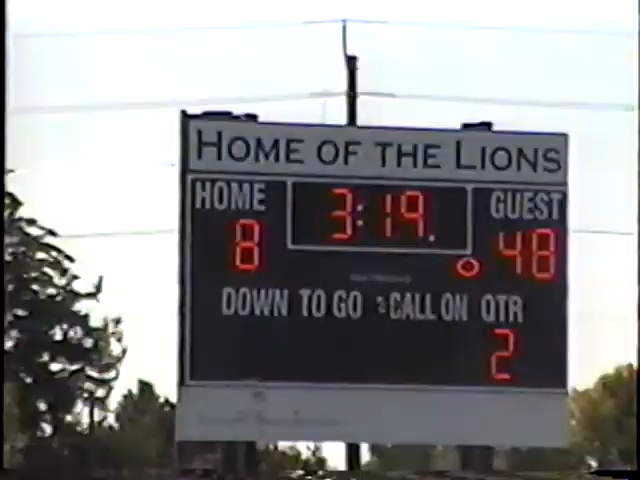 HOME OF THE LIONS
HOME 3:19. GUEST
8 48
DOWN TO GO CALL ON QTR
2